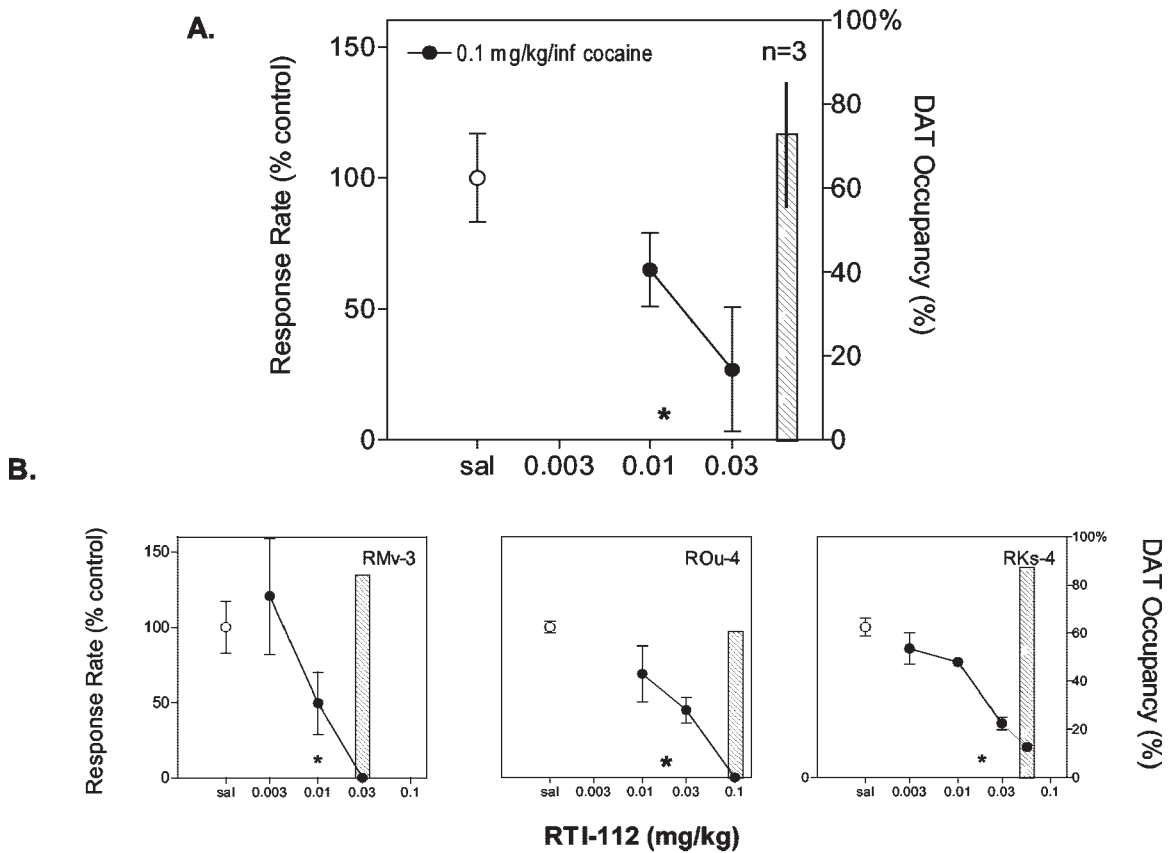 A.
0.1 mg/kg/inf cocaine
n=3
Response Rate (% control)
150
100
50
0
100%
80
60
40
20
0
DAT Occupancy (%)
sal 0.003 0.01 0.03
*
B.
Response Rate (% control)
150
100
50
0
RMv-3
*
sal 0.003 0.01 0.03 0.1
ROu-4
*
sal 0.003 0.01 0.03 0.1
RKs-4
*
0
sal 0.003 0.01 0.03 0.1
100%
80
60
40
20
0
DAT Occupancy (%)
RTI-112 (mg/kg)